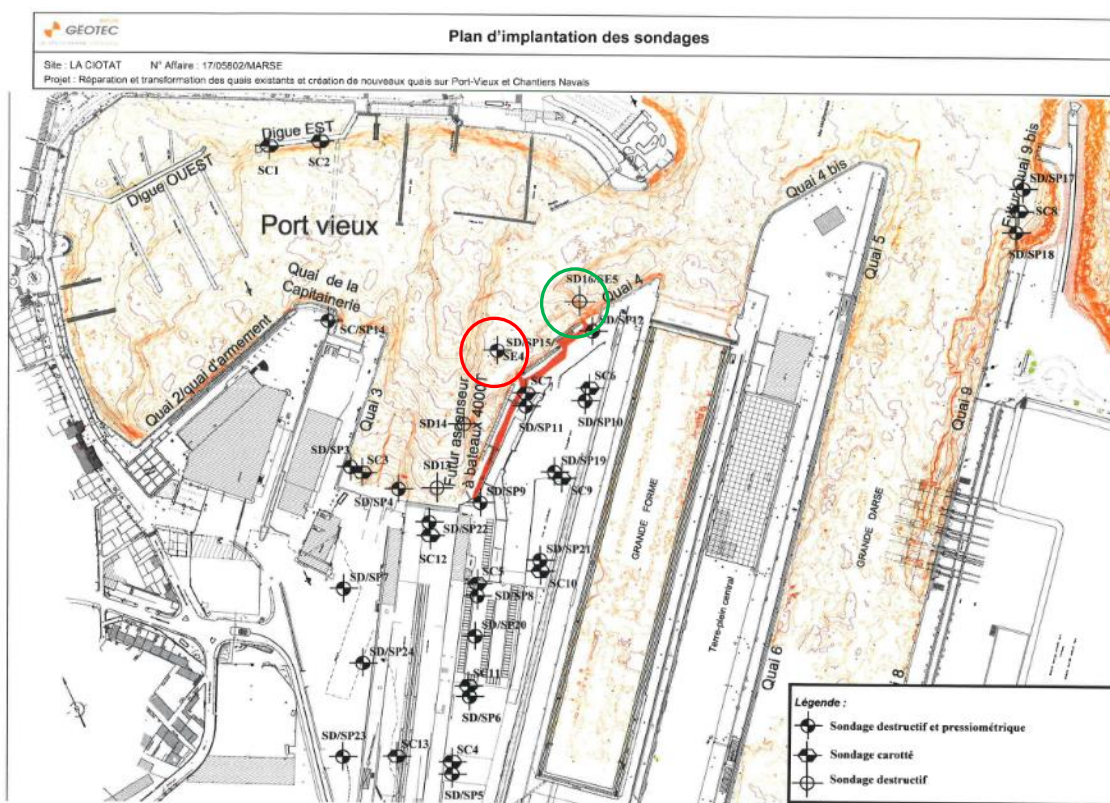 GEOTEC
Plan d'implantation des sondages
Site : LA CIOTAT N° Affaire : 17/05802/MARSE
Projet : Réparation et transformation des quais existants et création de nouveaux quais sur Port-Vieux et Chantiers Navals
Digue EST
SC1
SC2
Digue OUEST
Port vieux
Quai de la
Capitainerie
SC/SP14
Quai 2/quai d'armement
Quai 3
SD16/SE5
Quai 4
SD/SP12
SD/SP15/
SE4
Quai 4 bis
Quai 5
Futur Quai 9 bis
SD/SP17
SC8
SD/SP18
SC7
SC6
SD/SP11
SD/SP10
SD14
Futur ascenseur
à bateaux 4000T
SD13
SD/SP3
SC3
SD/SP4
SD/SP9
SD/SP19
SC9
Quai 9
SD/SP22
SC12
SD/SP21
SC10
GRANDE FORME
GRANDE DARSE
SD/SP7
SC5
SD/SP8
SD/SP20
Terre-plein central
SD/SP24
SC11
SD/SP6
Quai 6
SD/SP23
SC13
SC4
SD/SP5
Légende :
Sondage destructif et pressiométrique
Sondage carotté
Sondage destructif